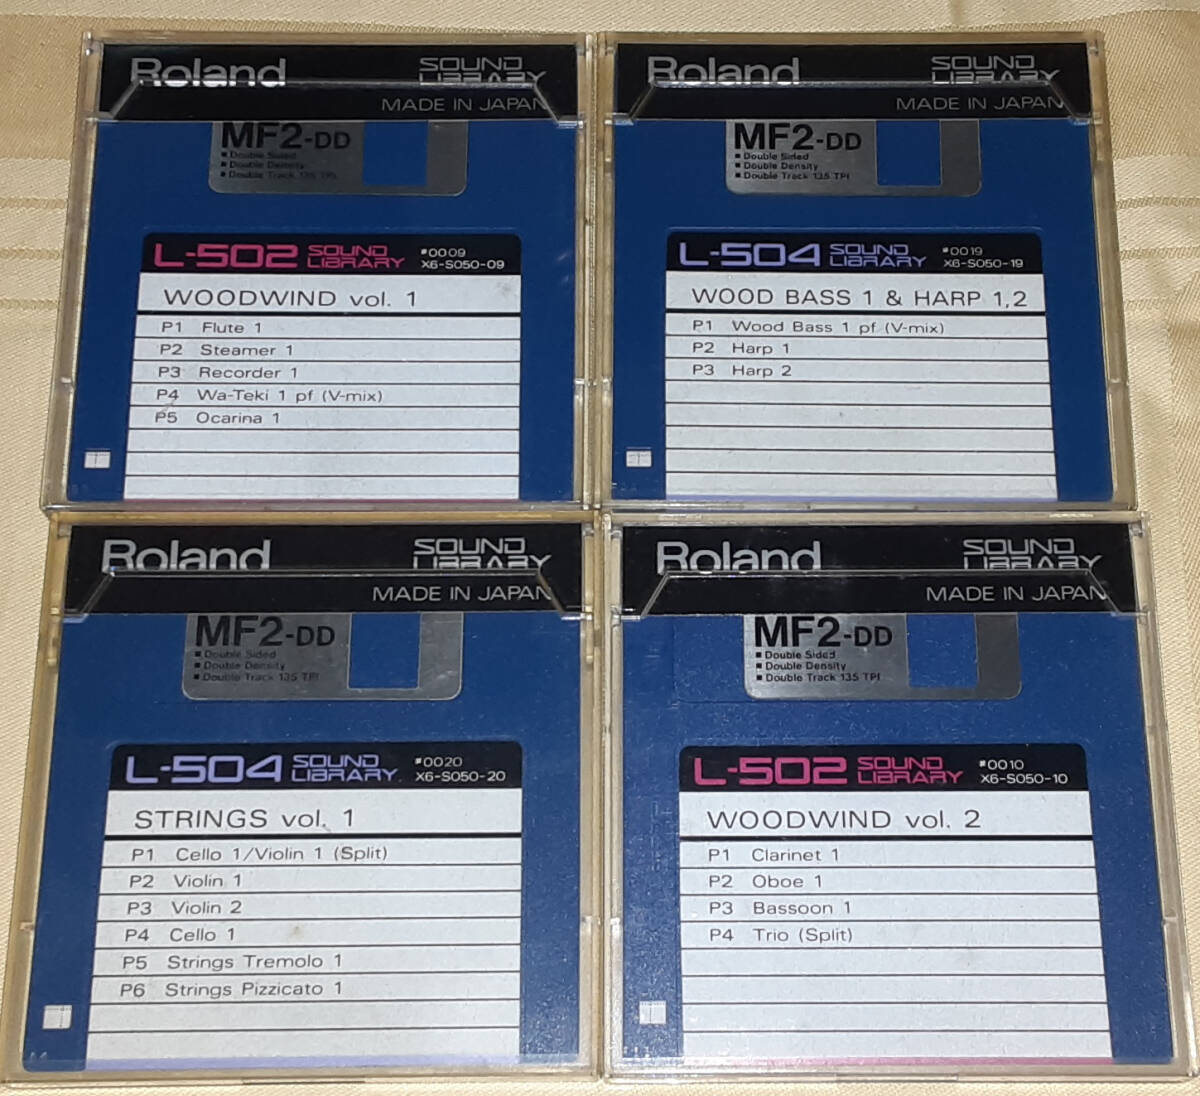 Roland
SOUND
LIBRARY
MADE IN JAPAN
MF2-DD
■ Double Sided
■ Double Density
■ Double Track 135 TPI
L-502 SOUND LIBRARY
#0009
X6-S050-09
WOODWIND vol. 1
P1 Flute 1
P2 Steamer 1
P3 Recorder 1
P4 Wa-Teki 1 pf (V-mix)
P5 Ocarina 1
Roland
SOUND
LIBRARY
MADE IN JAPAN
MF2-DD
■ Double Sided
■ Double Density
■ Double Track 135 TPI
L-504 SOUND LIBRARY
#0019
X6-S050-19
WOOD BASS 1 & HARP 1,2
P1 Wood Bass 1 pf (V-mix)
P2 Harp 1
P3 Harp 2
Roland
SOUND
LIBRARY
MADE IN JAPAN
MF2-DD
■ Double Sided
■ Double Density
■ Double Track 135 TPI
L-504 SOUND LIBRARY
#0020
X6-S050-20
STRINGS vol. 1
P1 Cello 1/Violin 1 (Split)
P2 Violin 1
P3 Violin 2
P4 Cello 1
P5 Strings Tremolo 1
P6 Strings Pizzicato 1
Roland
SOUND
LIBRARY
MADE IN JAPAN
MF2-DD
■ Double Sided
■ Double Density
■ Double Track 135 TPI
L-502 SOUND LIBRARY
#0010
X6-S050-10
WOODWIND vol. 2
P1 Clarinet 1
P2 Oboe 1
P3 Bassoon 1
P4 Trio (Split)